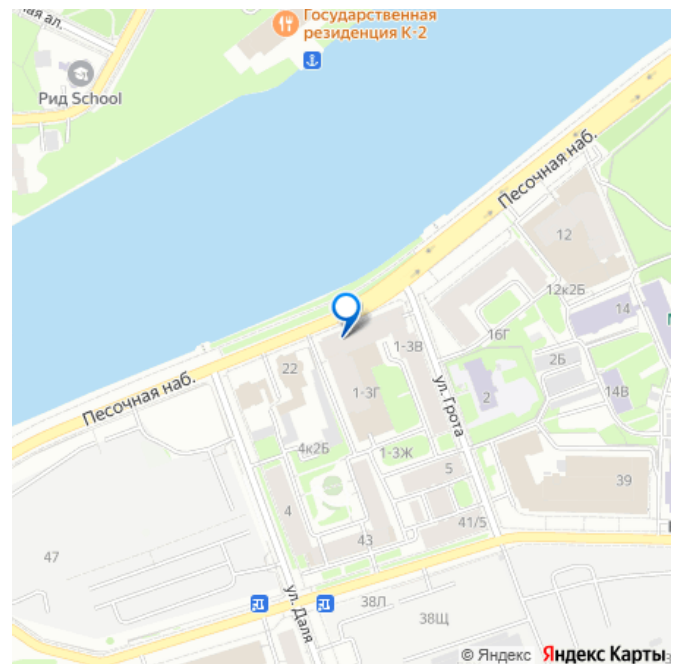 Государственная
резиденция К-2
ая ал.
Рид School
Песочная наб.
12
12к2Б
14
16Г
1-3В
22
2Б
1-3Г
ул. Грота
2
14В
Песочная наб.
4к2Б
1-3Ж
5
39
4
41/5
43
47
ул. Даля
38Л
38Щ
© Яндекс Яндекс Карты